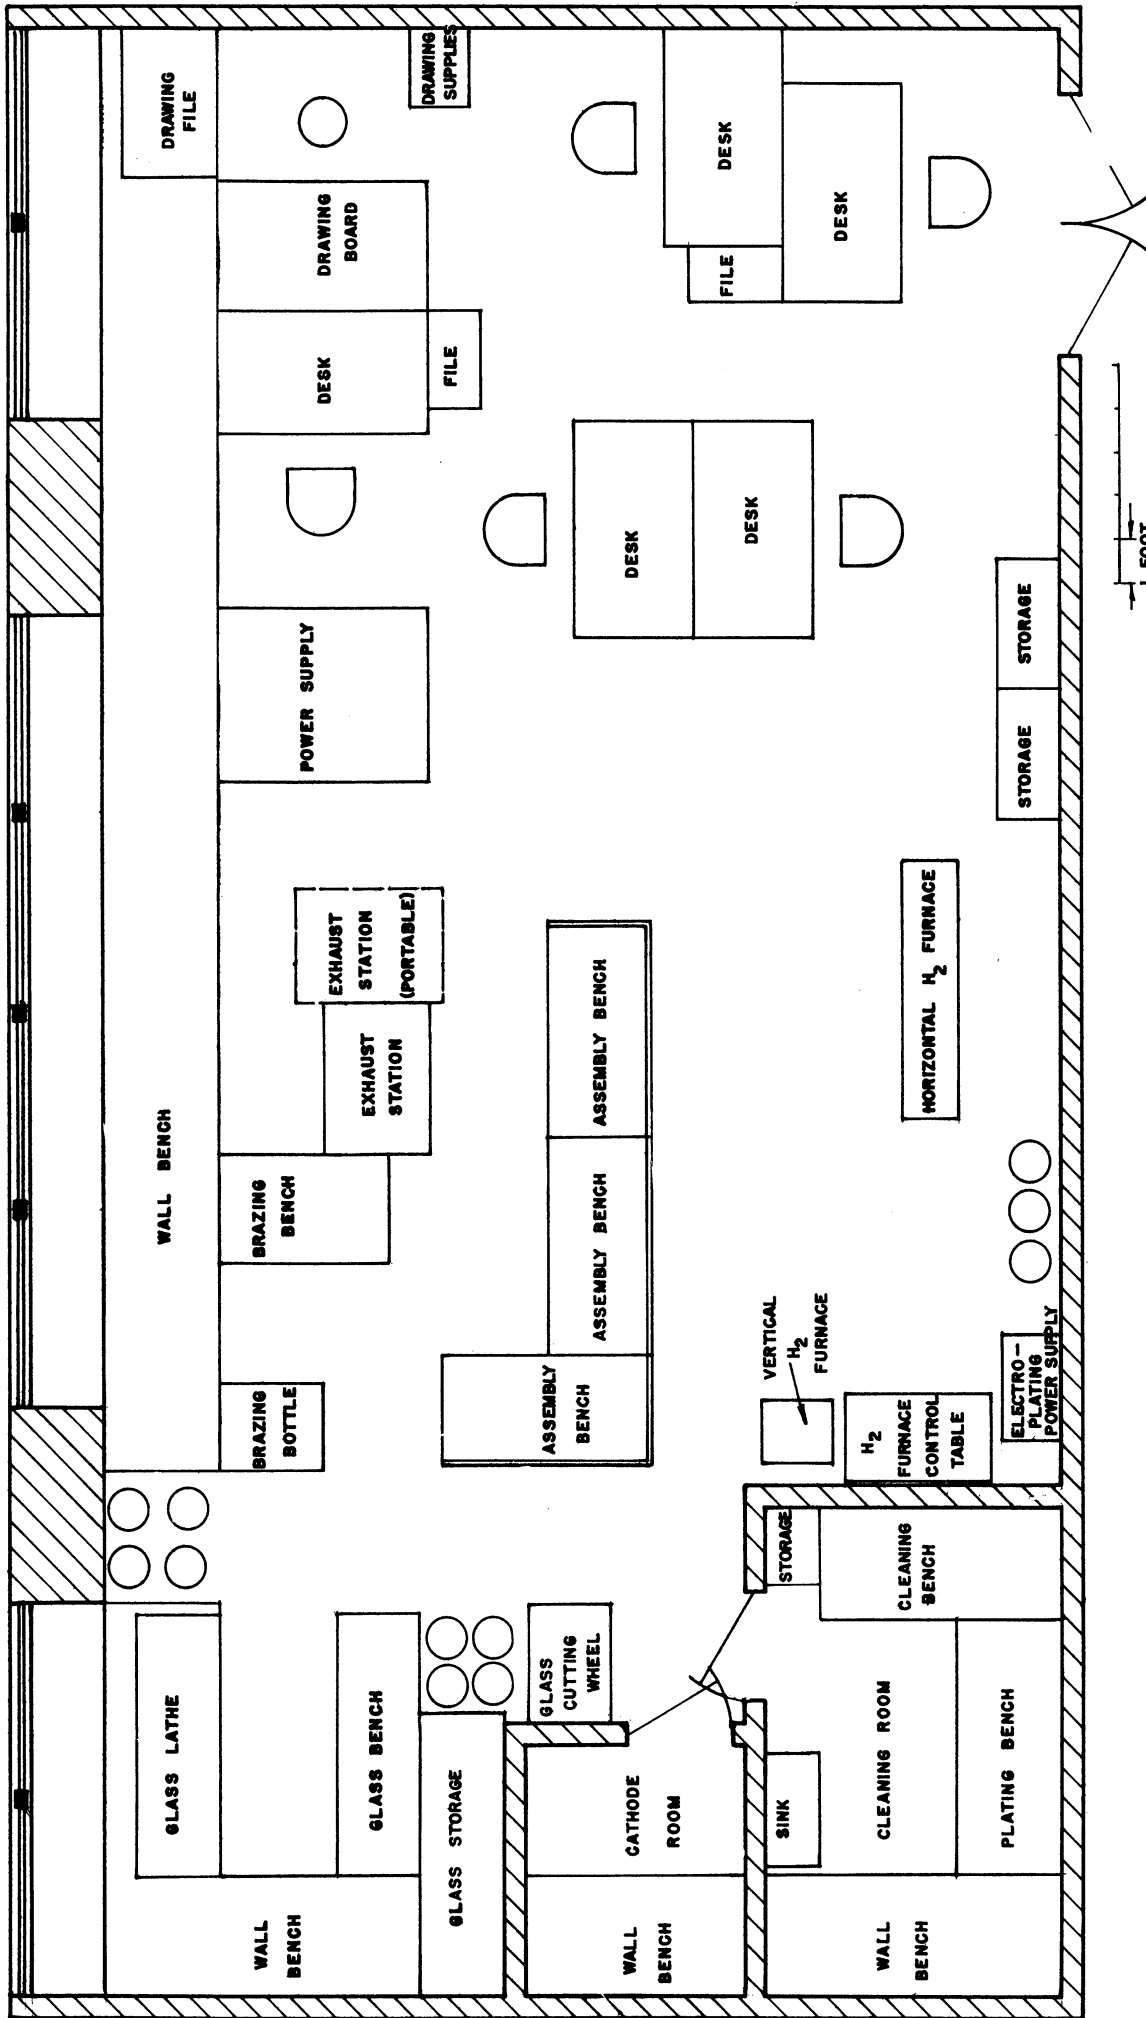 GLASS LATHE
WALL BENCH
DRAWING
FILE
WALL
BENCH
GLASS BENCH
BRAZING
BOTTLE
BRAZING
BENCH
EXHAUST
STATION
EXHAUST
STATION
(PORTABLE)
POWER SUPPLY
DESK
DRAWING
BOARD
DRAWING
SUPPLIES
GLASS STORAGE
FILE
GLASS
CUTTING
WHEEL
ASSEMBLY
BENCH
ASSEMBLY BENCH
ASSEMBLY BENCH
DESK
DESK
FILE
DESK
DESK
WALL
BENCH
CATHODE
ROOM
VERTICAL
H2
FURNACE
SINK
STORAGE
WALL
BENCH
CLEANING ROOM
CLEANING
BENCH
H2
FURNACE
CONTROL
TABLE
HORIZONTAL H2 FURNACE
PLATING BENCH
ELECTRO-
PLATING
POWER SUPPLY
STORAGE
STORAGE
1 FOOT